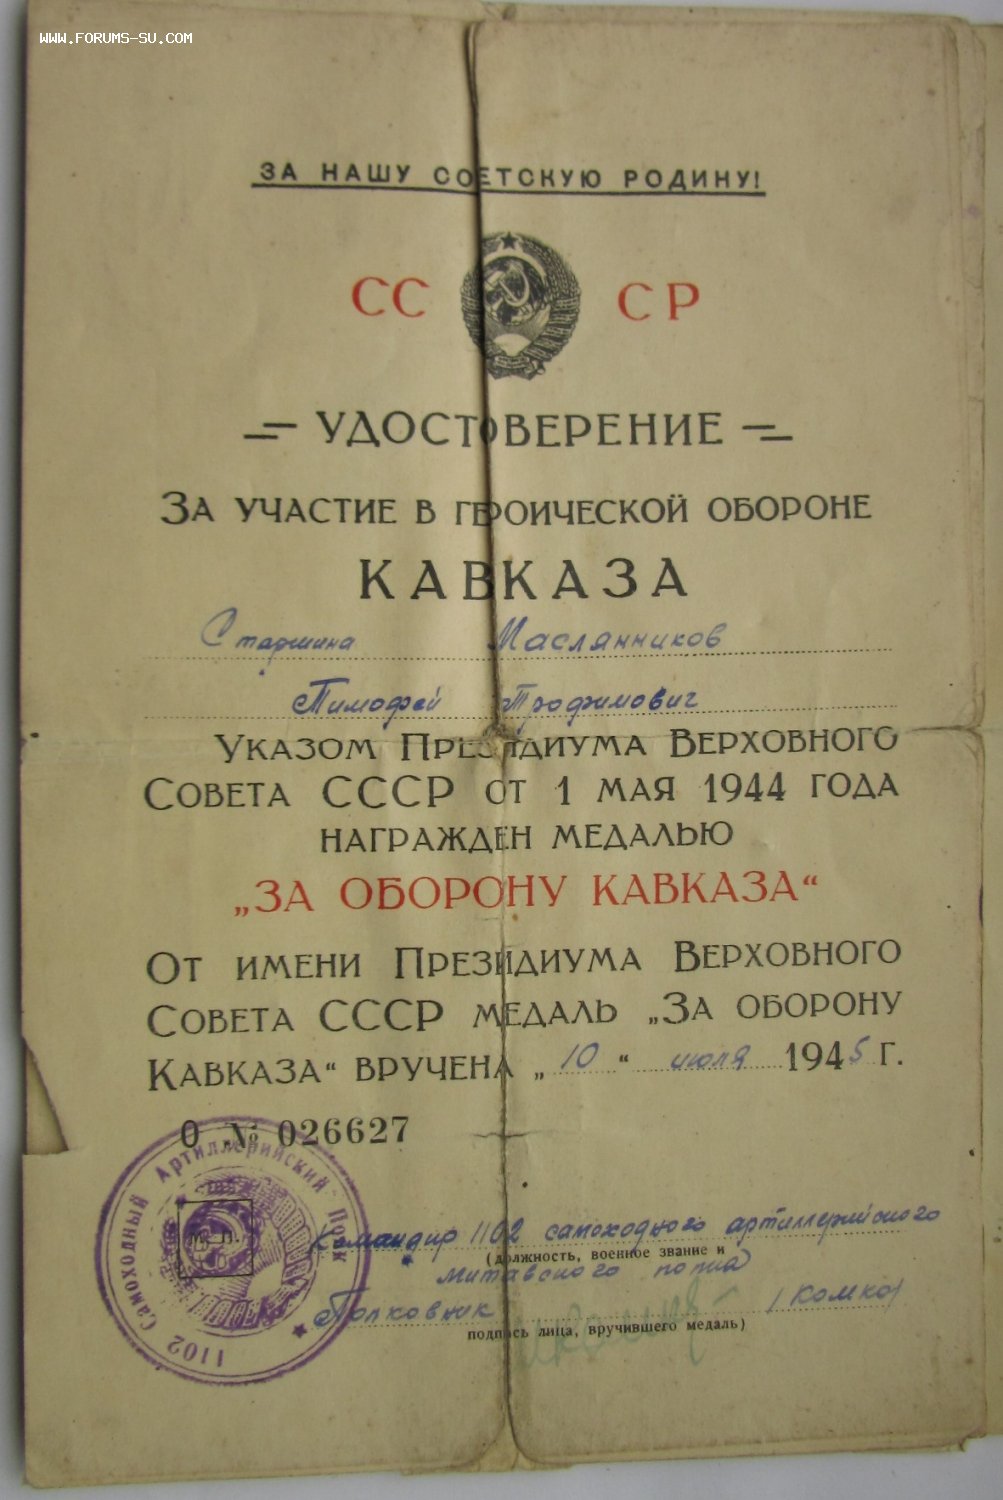 WWW.FORUMS-SU.COM
ЗА НАШУ СОЕТСКУЮ РОДИНУ!
СС СР
УДОСТОВЕРЕНИЕ
ЗА УЧАСТИЕ В ГЕРОИЧЕСКОЙ ОБОРОНЕ
КАВКАЗА
Старшина Маслянников
Тимофей Трофимович
УКАЗОМ ПРЕЗИДИУМА ВЕРХОВНОГО
СОВЕТА СССР ОТ 1 МАЯ 1944 ГОДА
НАГРАЖДЕН МЕДАЛЬЮ
„ЗА ОБОРОНУ КАВКАЗА“
ОТ ИМЕНИ ПРЕЗИДИУМА ВЕРХОВНОГО
СОВЕТА СССР МЕДАЛЬ „ЗА ОБОРОНУ
КАВКАЗА“ ВРУЧЕНА „10“ июля 1945 Г.
О № 026627
1102 Самоходный Артиллерийский Полк
М. П.
Командир 1102 самоходного артиллерийского
(должность, военное звание и
Митавского полка
Полковник /Комко/
подпись лица, вручившего медаль)